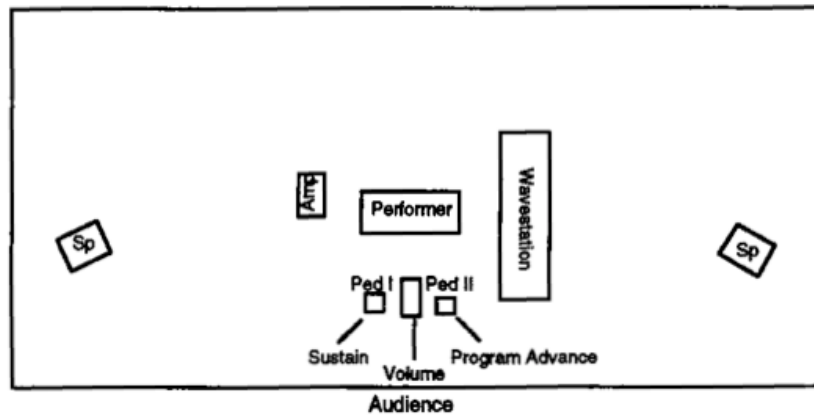 Amp
Performer
Wavestation
Sp
Sp
Ped I
Ped II
Sustain
Volume
Program Advance
Audience